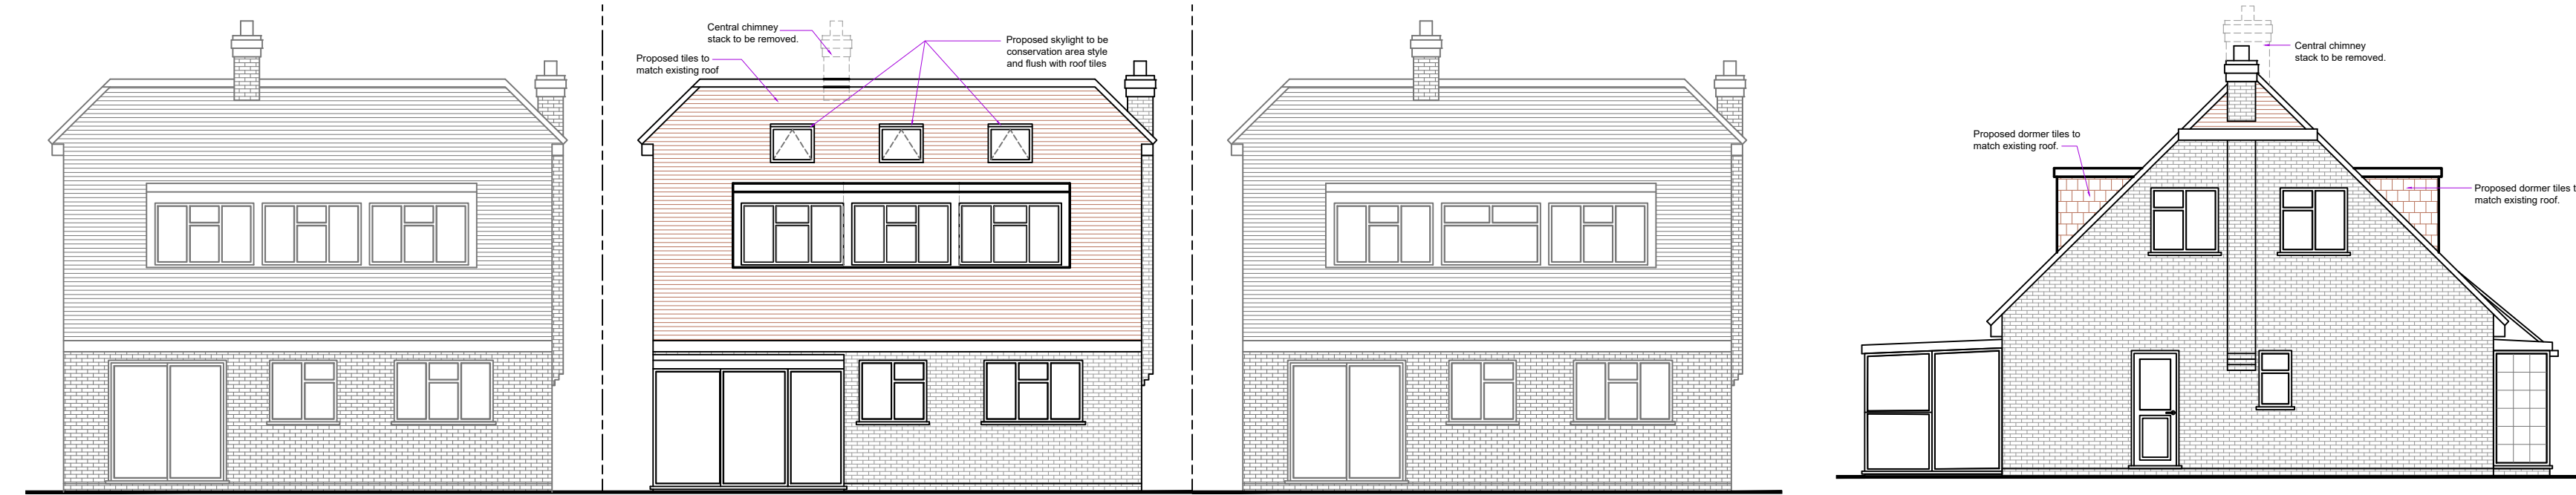 Central chimney
stack to be removed.
Proposed tiles to
match existing roof
Proposed skylight to be
conservation area style
and flush with roof tiles
Central chimney
stack to be removed.
Proposed dormer tiles to
match existing roof.
Proposed dormer tiles t
match existing roof.